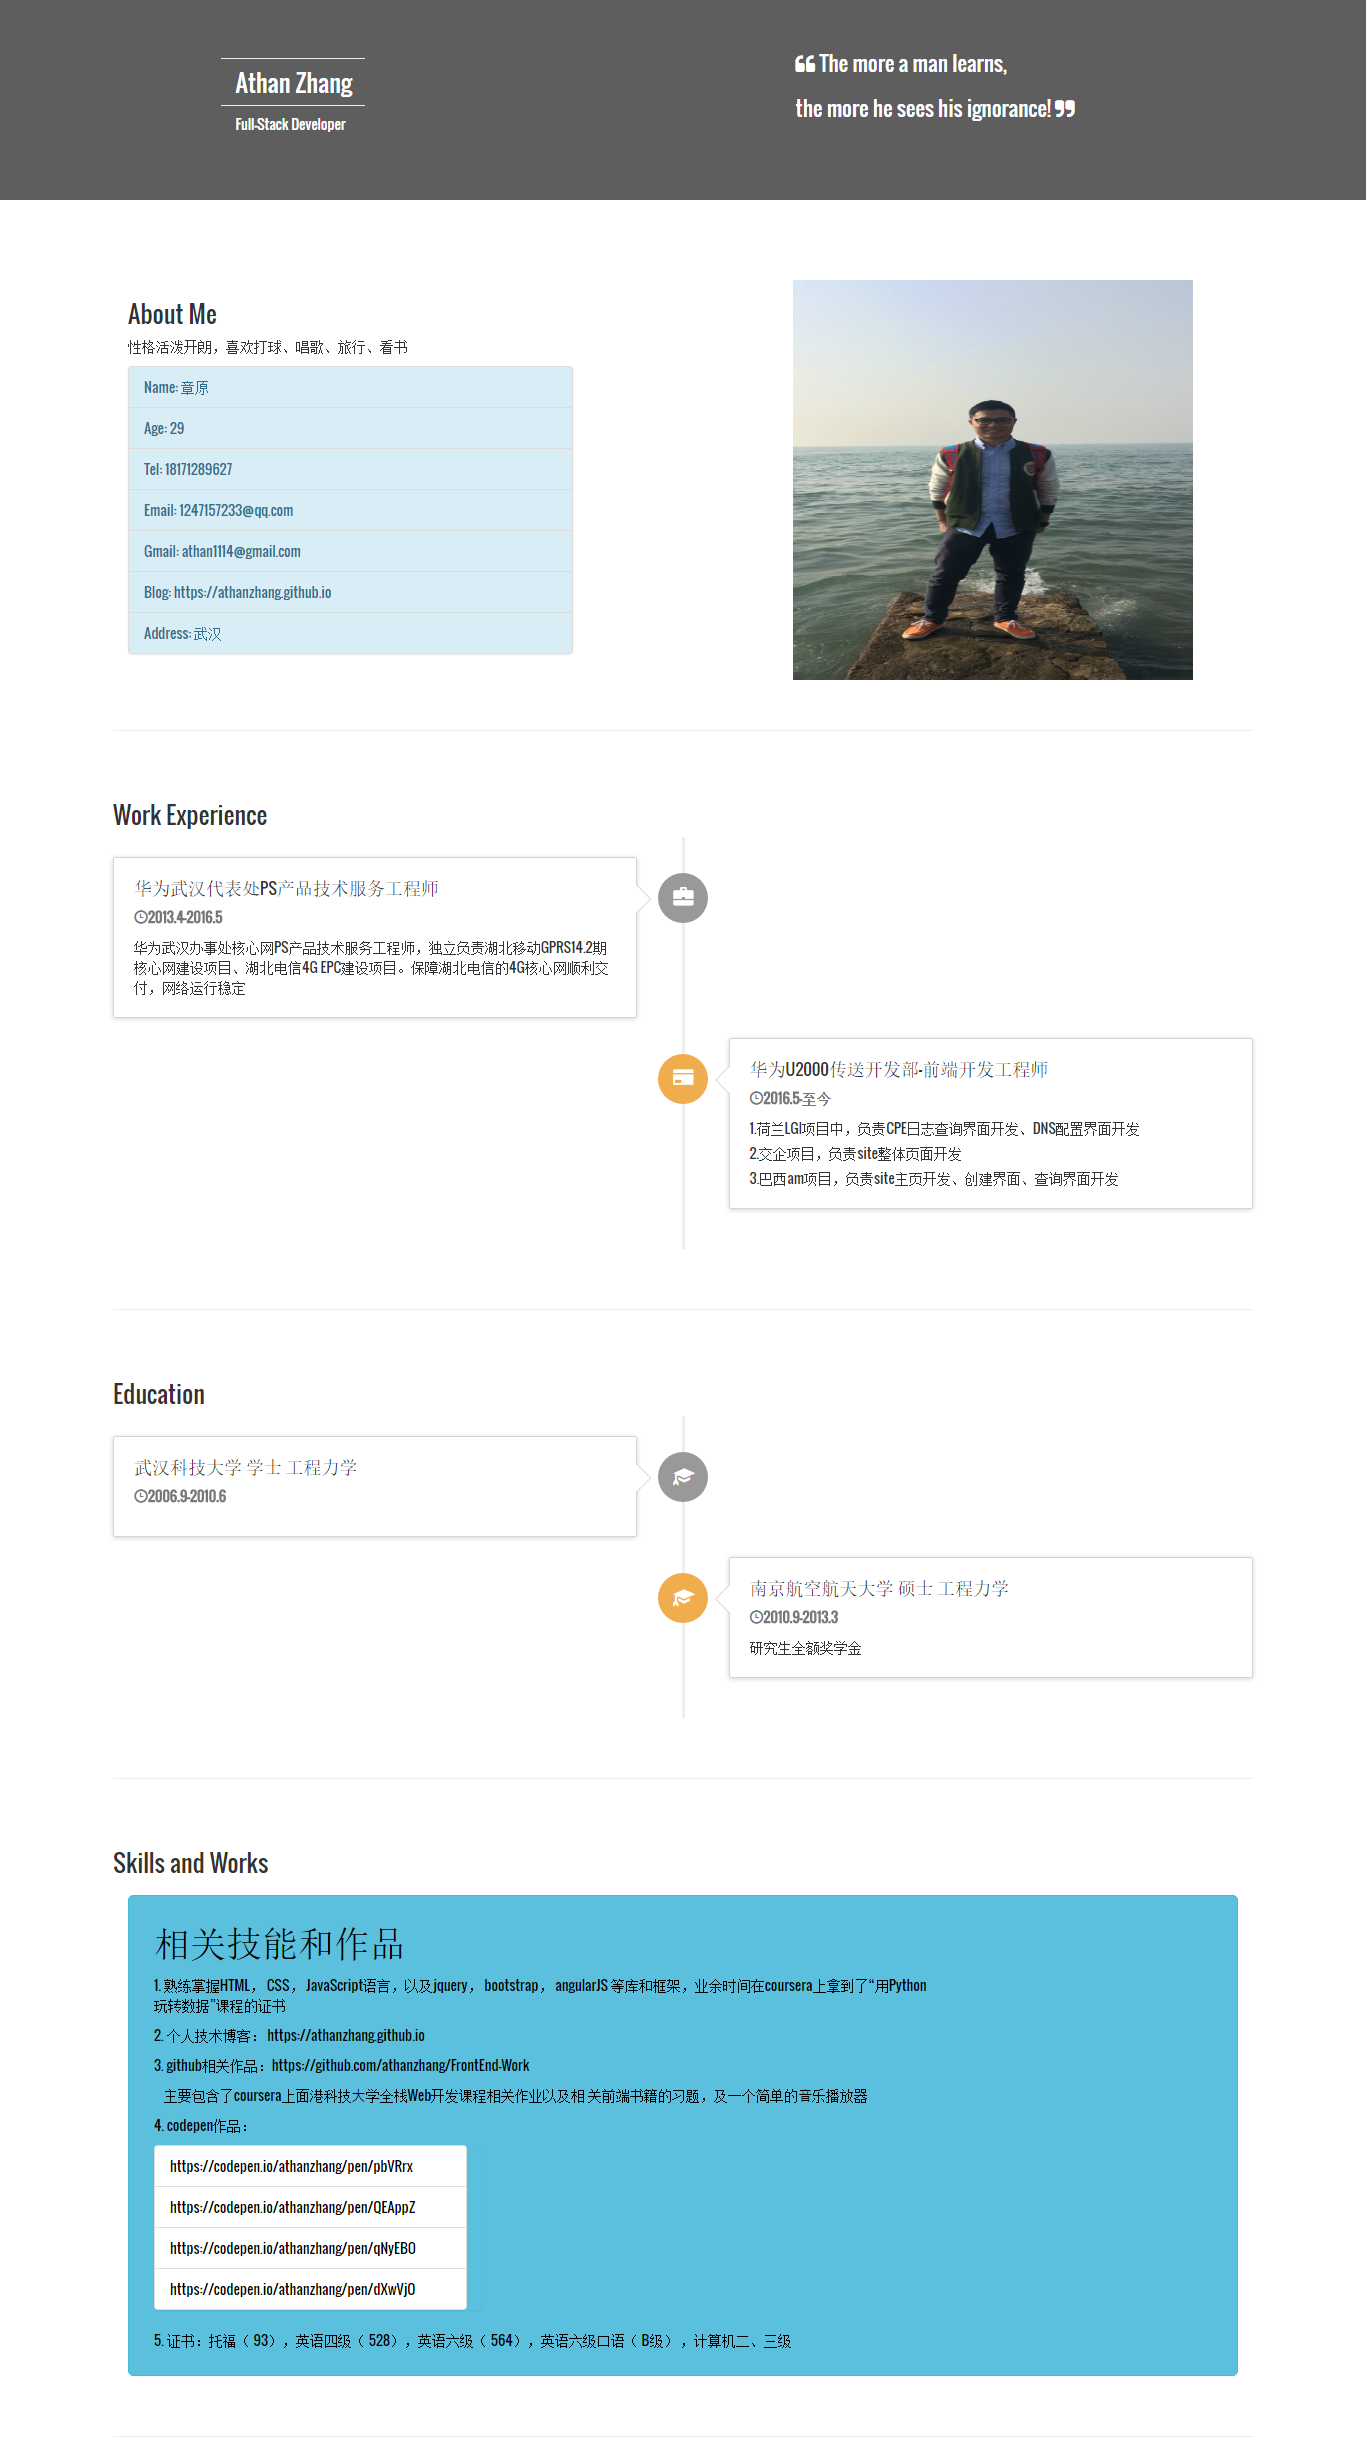 Athan Zhang
Full-Stack Developer
❝ The more a man learns,
the more he sees his ignorance! ❞
About Me
性格活泼开朗，喜欢打球、唱歌、旅行、看书
Name: 章原
Age: 29
Tel: 18171289627
Email: 1247157233@qq.com
Gmail: athan1114@gmail.com
Blog: https://athanzhang.github.io
Address: 武汉
Work Experience
华为武汉代表处PS产品技术服务工程师
2013.4-2016.5
华为武汉办事处核心网PS产品技术服务工程师，独立负责湖北移动GPRS14.2期
核心网建设项目、湖北电信4G EPC建设项目。保障湖北电信的4G核心网顺利交
付，网络运行稳定
华为U2000传送开发部-前端开发工程师
2016.5-至今
1.荷兰LGI项目中，负责CPE日志查询界面开发、DNS配置界面开发
2.交企项目，负责site整体页面开发
3.巴西am项目，负责site主页开发、创建界面、查询界面开发
Education
武汉科技大学 学士 工程力学
2006.9-2010.6
南京航空航天大学 硕士 工程力学
2010.9-2013.3
研究生全额奖学金
Skills and Works
相关技能和作品
1. 熟练掌握HTML， CSS， JavaScript语言，以及jquery， bootstrap， angularJS 等库和框架，业余时间在coursera上拿到了“用Python
玩转数据”课程的证书
2. 个人技术博客： https://athanzhang.github.io
3. github相关作品：https://github.com/athanzhang/FrontEnd-Work
主要包含了coursera上面港科技大学全栈Web开发课程相关作业以及相关前端书籍的习题，及一个简单的音乐播放器
4. codepen作品：
https://codepen.io/athanzhang/pen/pbVRrx
https://codepen.io/athanzhang/pen/QEAppZ
https://codepen.io/athanzhang/pen/qNyEBO
https://codepen.io/athanzhang/pen/dXwVjO
5. 证书：托福（ 93），英语四级（ 528），英语六级（ 564），英语六级口语（ B级） ，计算机二、三级